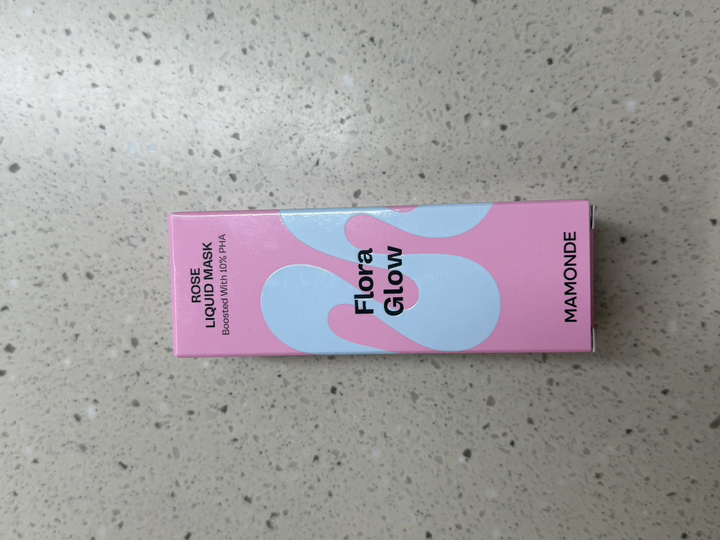 ROSE
LIQUID MASK
Boosted With 10% PHA
Flora
Glow
MAMONDE